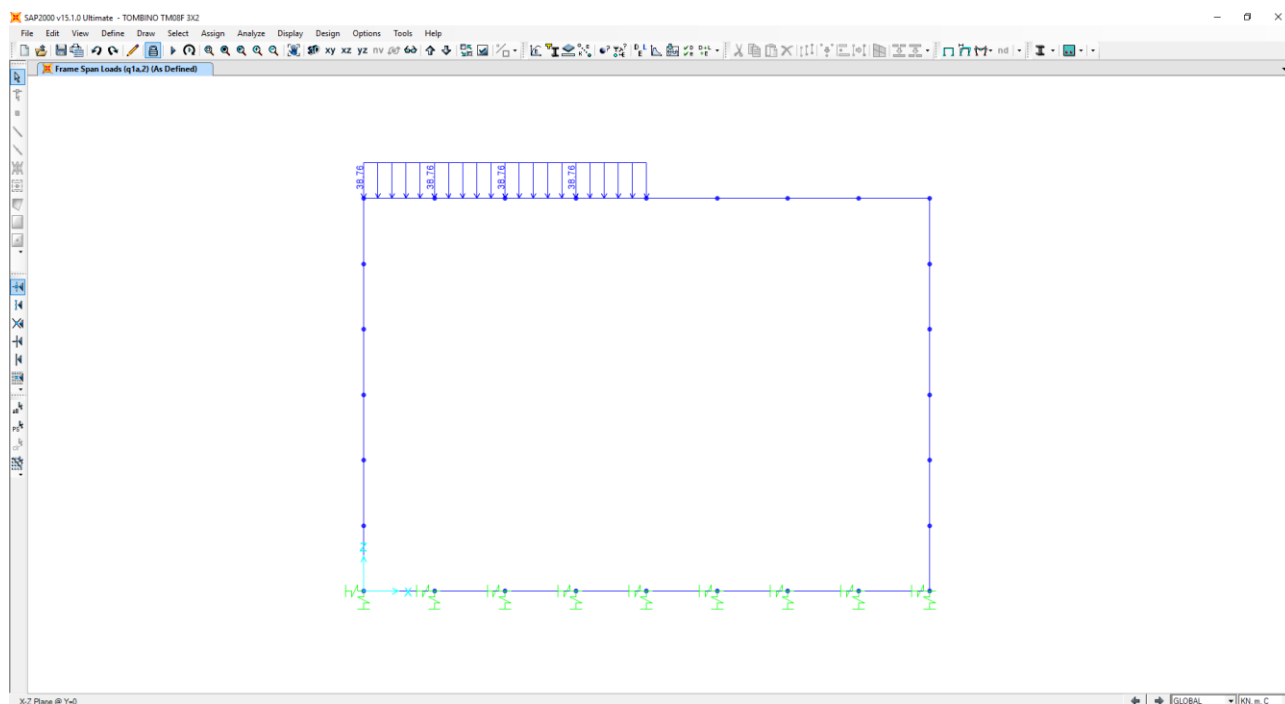 SAP2000 v15.1.0 Ultimate - TOMBINO TM08F 3X2
File Edit View Define Draw Select Assign Analyze Display Design Options Tools Help
xy xz yz nv nd
Frame Span Loads (q1a,2) (As Defined)
38.76 38.76 38.76 38.76
Z
X
X-Z Plane @ Y=0
GLOBAL KN, m, C